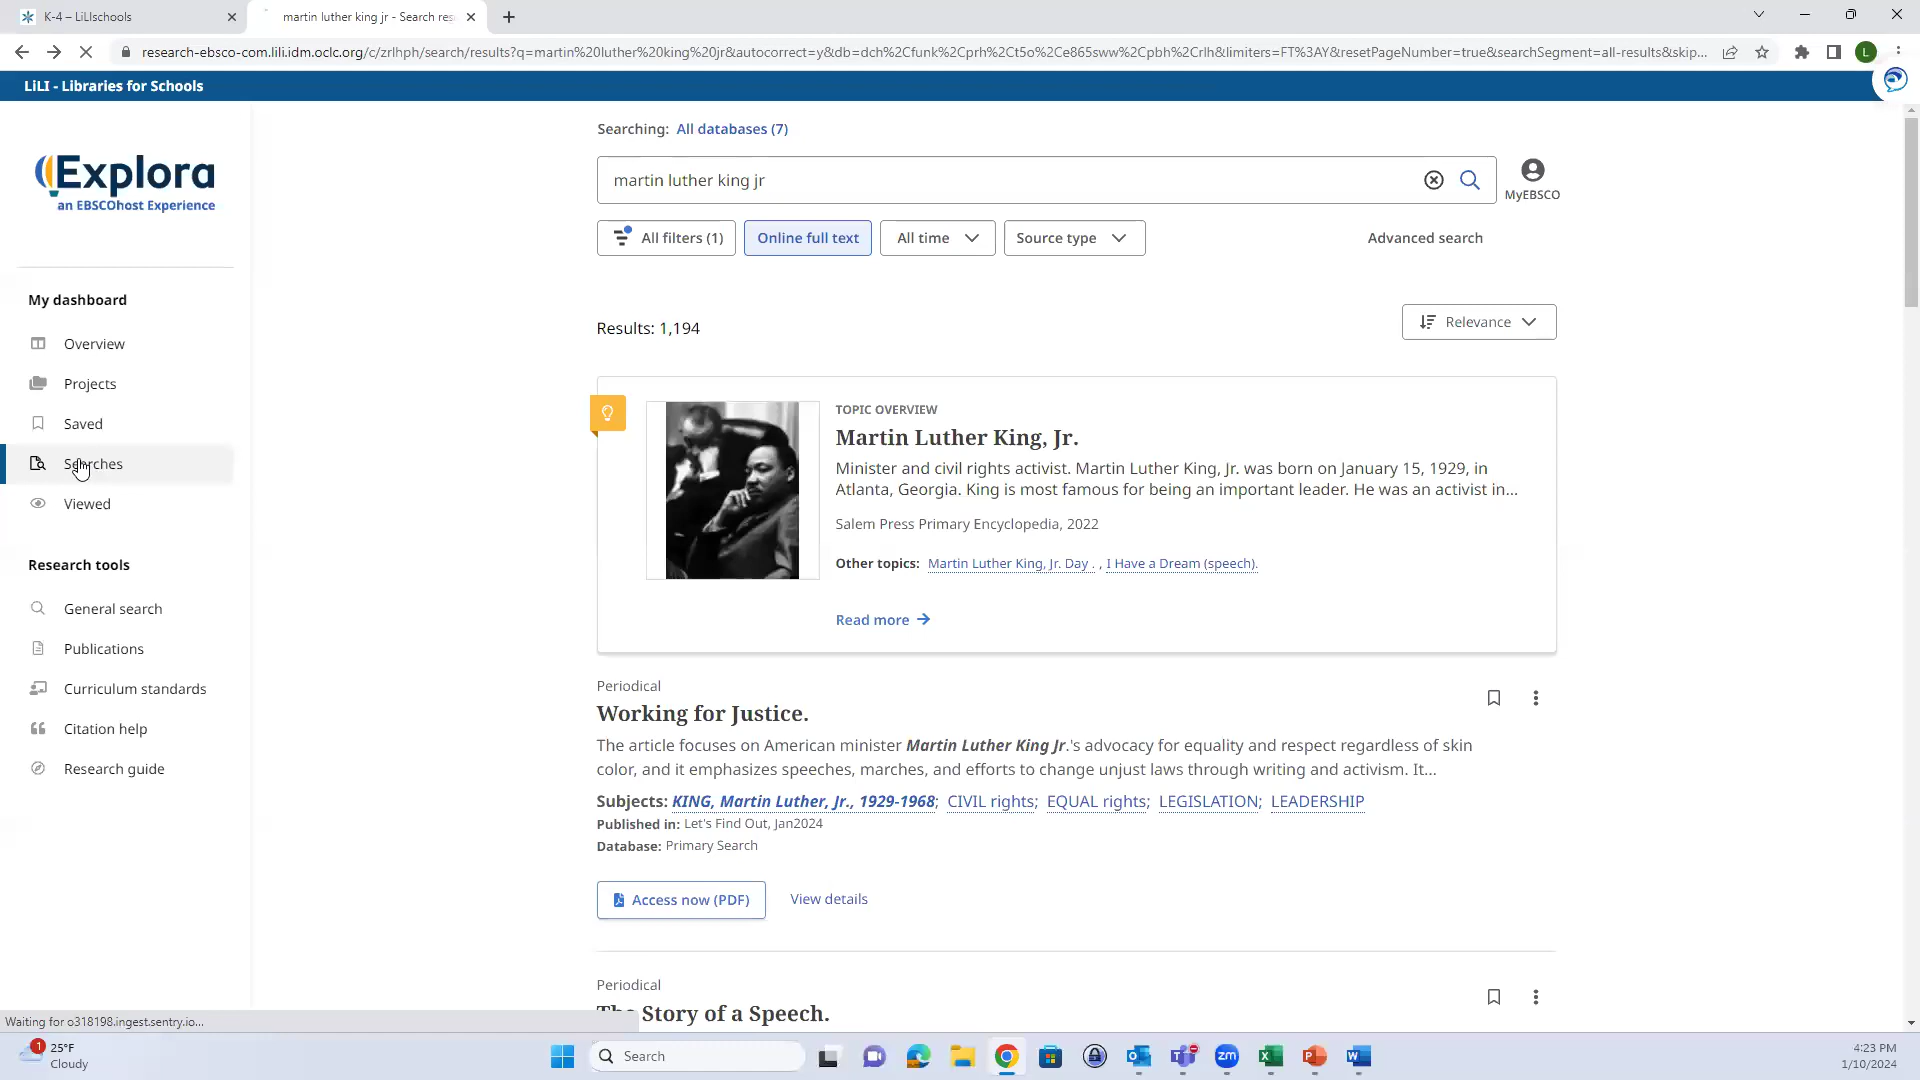 K-4 – LiLIschools
martin luther king jr - Search res
research-ebsco-com.lili.idm.oclc.org/c/zrlhph/search/results?q=martin%20luther%20king%20jr&autocorrect=y&db=dch%2Cfunk%2Cprh%2Ct5o%2Ce865sww%2Cpbh%2Crlh&limiters=FT%3AY&resetPageNumber=true&searchSegment=all-results&skip...
L
LiLI - Libraries for Schools
Explora
an EBSCOhost Experience
My dashboard
Overview
Projects
Saved
Searches
Viewed
Research tools
General search
Publications
Curriculum standards
Citation help
Research guide
Searching: All databases (7)
martin luther king jr
MyEBSCO
All filters (1)
Online full text
All time
Source type
Advanced search
Results: 1,194
Relevance
TOPIC OVERVIEW
Martin Luther King, Jr.
Minister and civil rights activist. Martin Luther King, Jr. was born on January 15, 1929, in
Atlanta, Georgia. King is most famous for being an important leader. He was an activist in...
Salem Press Primary Encyclopedia, 2022
Other topics: Martin Luther King, Jr. Day . , I Have a Dream (speech).
Read more
Periodical
Working for Justice.
The article focuses on American minister Martin Luther King Jr.'s advocacy for equality and respect regardless of skin
color, and it emphasizes speeches, marches, and efforts to change unjust laws through writing and activism. It...
Subjects: KING, Martin Luther, Jr., 1929-1968; CIVIL rights; EQUAL rights; LEGISLATION; LEADERSHIP
Published in: Let's Find Out, Jan2024
Database: Primary Search
Access now (PDF)
View details
Periodical
The Story of a Speech.
Waiting for o318198.ingest.sentry.io...
1
25°F
Cloudy
Search
zm
4:23 PM
1/10/2024